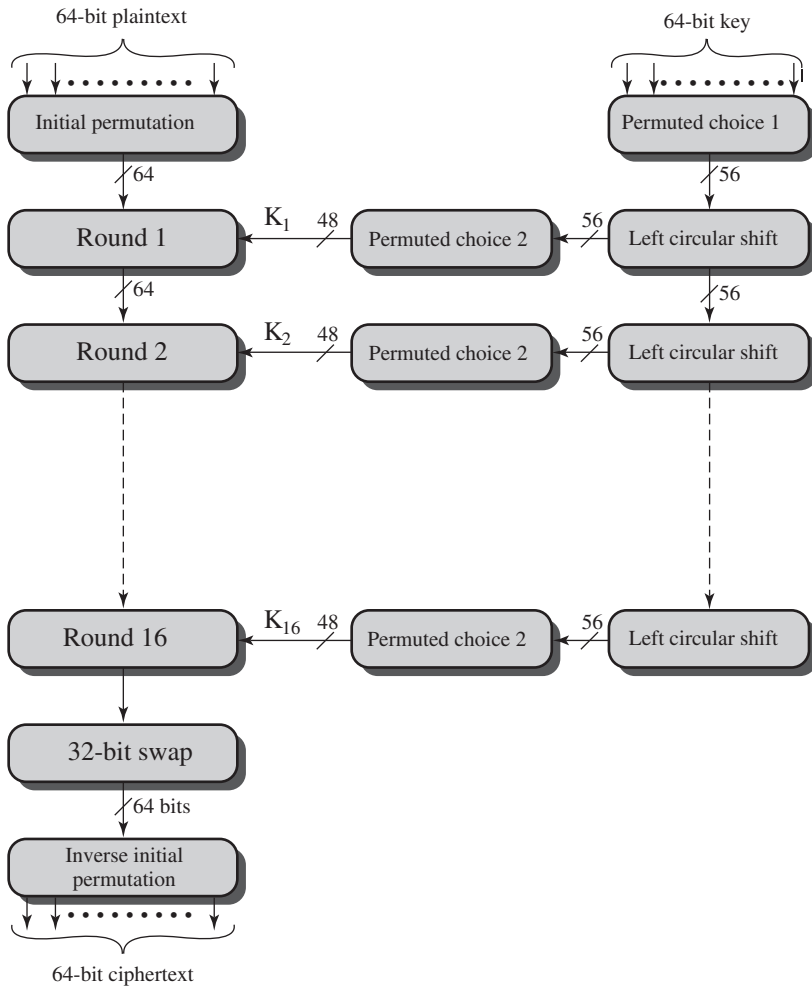 64-bit plaintext
64-bit key
Initial permutation
Permuted choice 1
64
56
Round 1
K1
48
Permuted choice 2
56
Left circular shift
64
56
Round 2
K2
48
Permuted choice 2
56
Left circular shift
Round 16
K16
48
Permuted choice 2
56
Left circular shift
32-bit swap
64 bits
Inverse initial
permutation
64-bit ciphertext